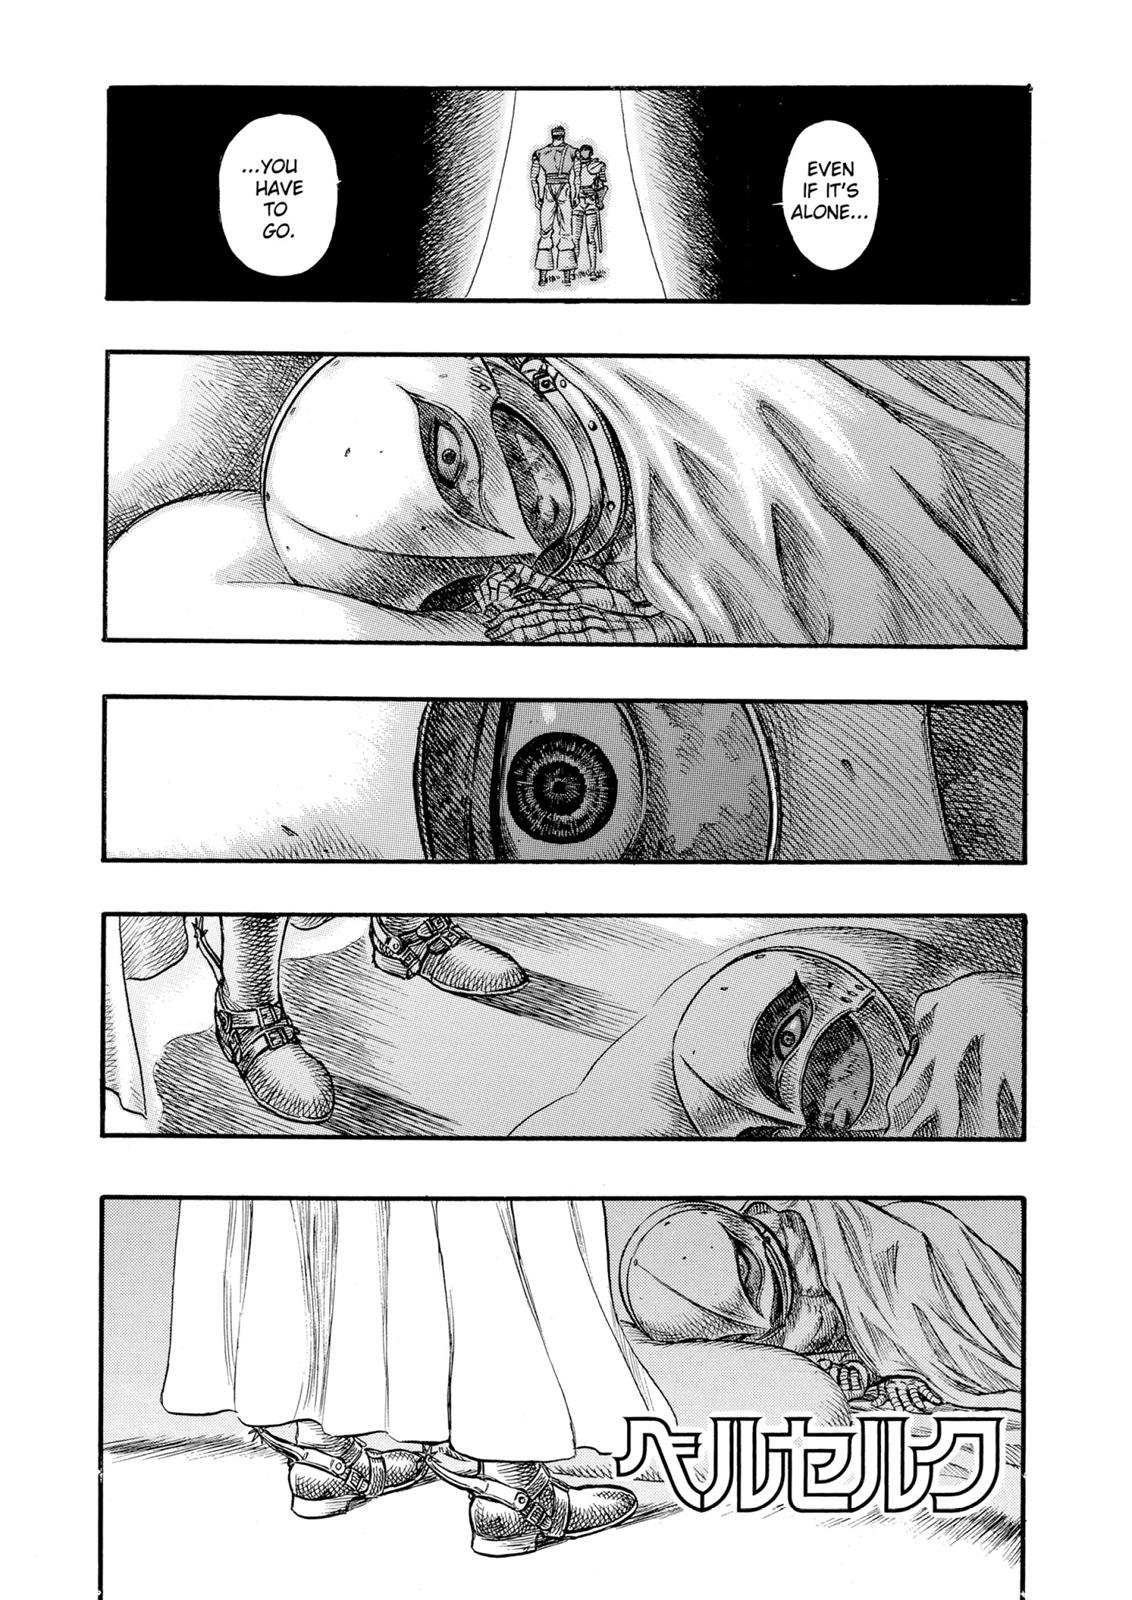 EVEN
IF IT'S
ALONE...
...YOU
HAVE
TO
GO.
ベルセルク